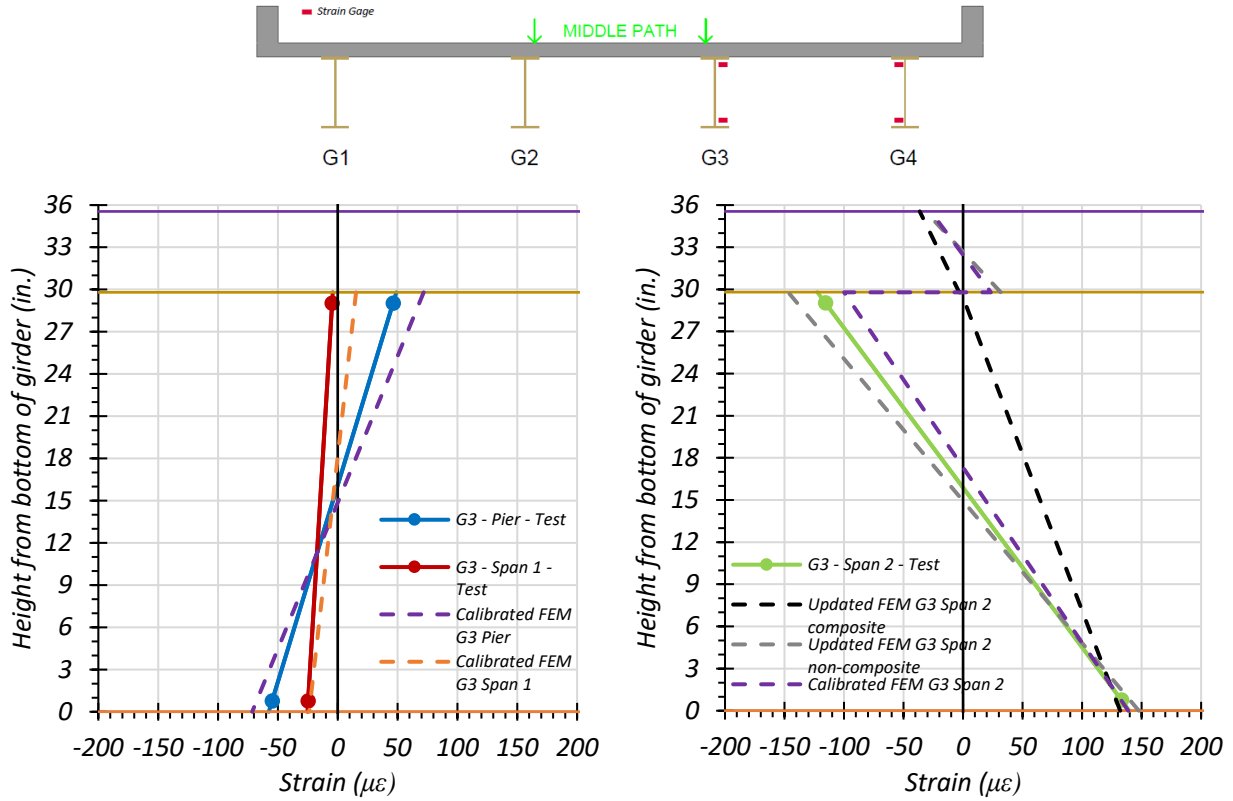 Strain Gage
MIDDLE PATH
G1
G2
G3
G4
Height from bottom of girder (in.)
36
33
30
27
24
21
18
15
12
9
6
3
0
-200 -150 -100 -50 0 50 100 150 200
Strain (με)
G3 - Pier - Test
G3 - Span 1 -
Test
Calibrated FEM
G3 Pier
Calibrated FEM
G3 Span 1
Height from bottom of girder (in.)
36
33
30
27
24
21
18
15
12
9
6
3
0
-200 -150 -100 -50 0 50 100 150 200
Strain (με)
G3 - Span 2 - Test
Updated FEM G3 Span 2
composite
Updated FEM G3 Span 2
non-composite
Calibrated FEM G3 Span 2